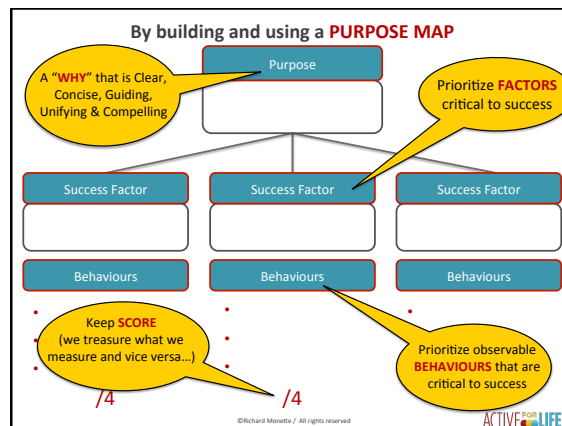 By building and using a PURPOSE MAP
A “WHY” that is Clear,
Concise, Guiding,
Unifying & Compelling
Purpose
Prioritize FACTORS
critical to success
Success Factor
Success Factor
Success Factor
Behaviours
Behaviours
Behaviours
•
•
•
•
•
•
•
Keep SCORE
(we treasure what we
measure and vice versa...)
Prioritize observable
BEHAVIOURS that are
critical to success
/4
/4
©Richard Monette / All rights reserved
ACTIVE FOR LIFE